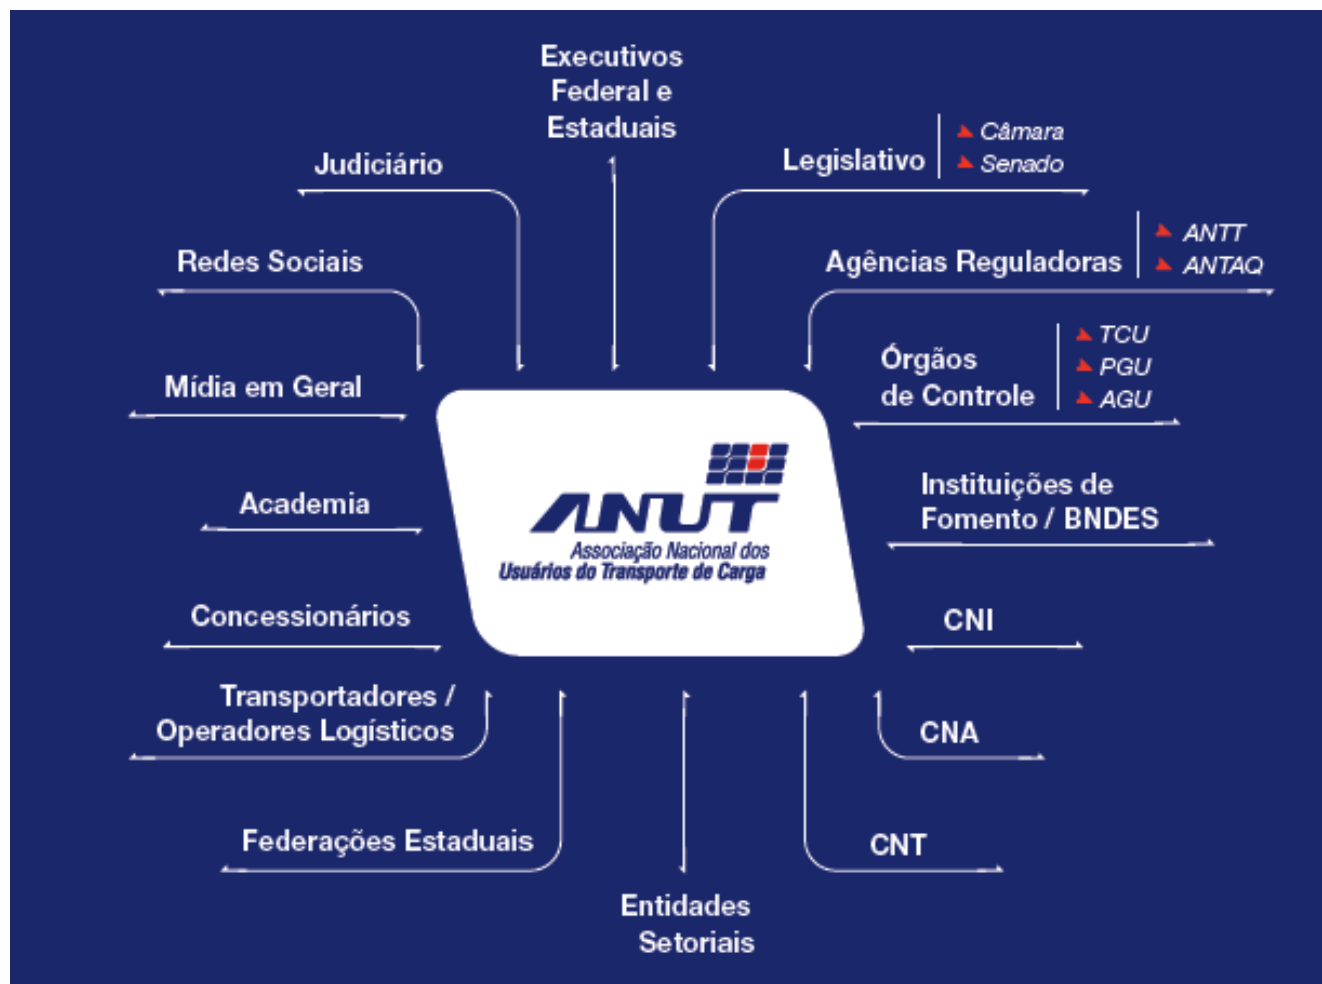 Executivos
Federal e
Estaduais
Judiciário
Legislativo
Câmara
Senado
Redes Sociais
Agências Reguladoras
ANTT
ANTAQ
Mídia em Geral
Órgãos
de Controle
TCU
PGU
AGU
ANUT
Associação Nacional dos
Usuários do Transporte de Carga
Academia
Instituições de
Fomento / BNDES
Concessionários
CNI
Transportadores /
Operadores Logísticos
CNA
Federações Estaduais
CNT
Entidades
Setoriais